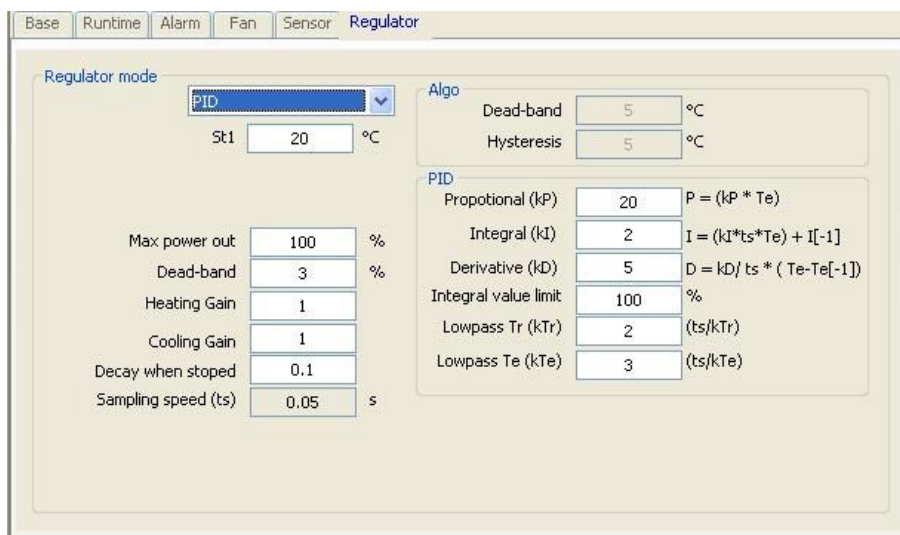 Base Runtime Alarm Fan Sensor Regulator
Regulator mode
PID
St1 20 °C
Max power out 100 %
Dead-band 3 %
Heating Gain 1
Cooling Gain 1
Decay when stoped 0.1
Sampling speed (ts) 0.05 s
Algo
Dead-band 5 °C
Hysteresis 5 °C
PID
Propotional (kP) 20 P = (kP * Te)
Integral (kI) 2 I = (kI*ts*Te) + I[-1]
Derivative (kD) 5 D = kD/ ts * ( Te-Te[-1])
Integral value limit 100 %
Lowpass Tr (kTr) 2 (ts/kTr)
Lowpass Te (kTe) 3 (ts/kTe)